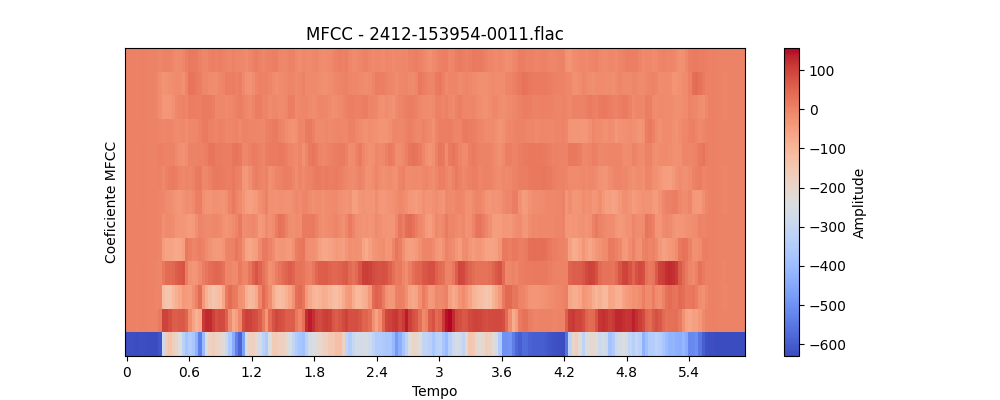 MFCC - 2412-153954-0011.flac
Coeficiente MFCC
0 0.6 1.2 1.8 2.4 3 3.6 4.2 4.8 5.4
Tempo
100
0
−100
−200
−300
−400
−500
−600
Amplitude